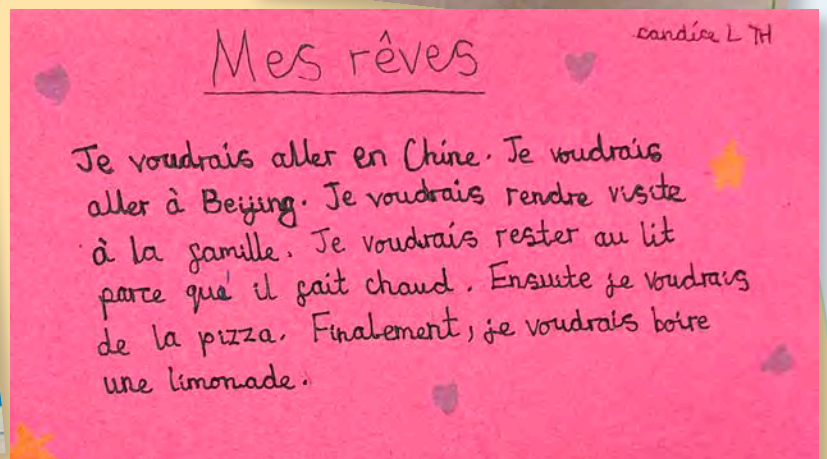 Mes rêves
candice L 7H
Je voudrais aller en Chine. Je voudrais
aller à Beijing. Je voudrais rendre visite
à la famille. Je voudrais rester au lit
parce que il fait chaud. Ensuite je voudrais
de la pizza. Finalement, je voudrais boire
une limonade.